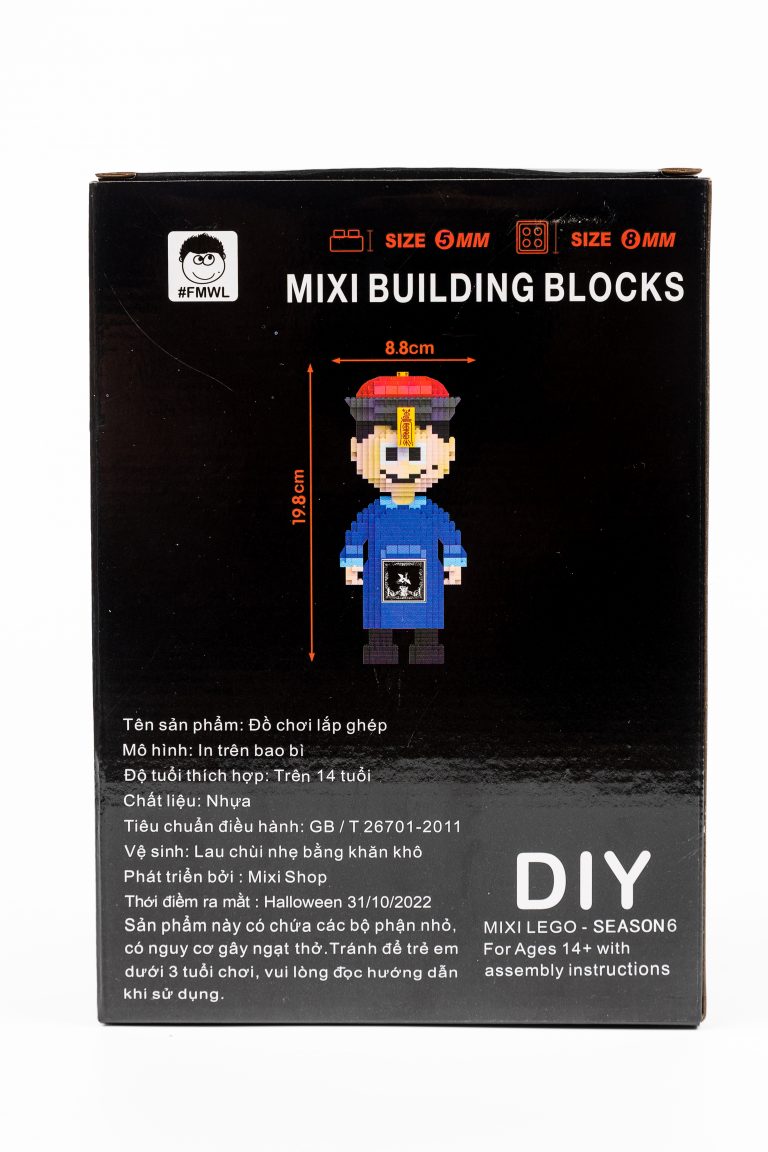 SIZE 5MM
SIZE 8MM
#FMWL
MIXI BUILDING BLOCKS
8.8cm
19.8cm
Tên sản phẩm: Đồ chơi lắp ghép
Mô hình: In trên bao bì
Độ tuổi thích hợp: Trên 14 tuổi
Chất liệu: Nhựa
Tiêu chuẩn điều hành: GB / T 26701-2011
Vệ sinh: Lau chùi nhẹ bằng khăn khô
Phát triển bởi : Mixi Shop
Thới điểm ra mắt : Halloween 31/10/2022
Sản phẩm này có chứa các bộ phận nhỏ,
có nguy cơ gây ngạt thở.Tránh để trẻ em
dưới 3 tuổi chơi, vui lòng đọc hướng dẫn
khi sử dụng.
DIY
MIXI LEGO - SEASON6
For Ages 14+ with
assembly instructions